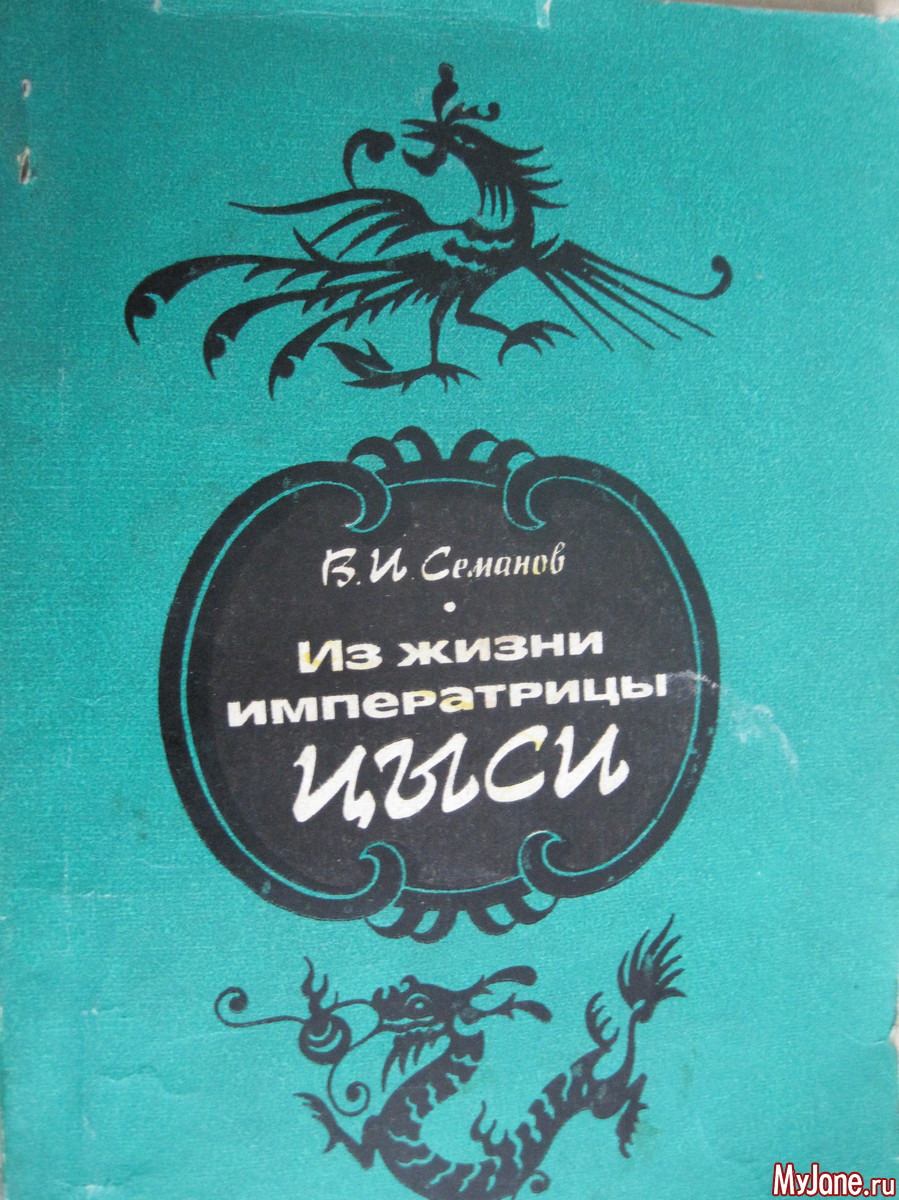 В. И. Семанов
Из жизни
императрицы
Цыси
MyJane.ru